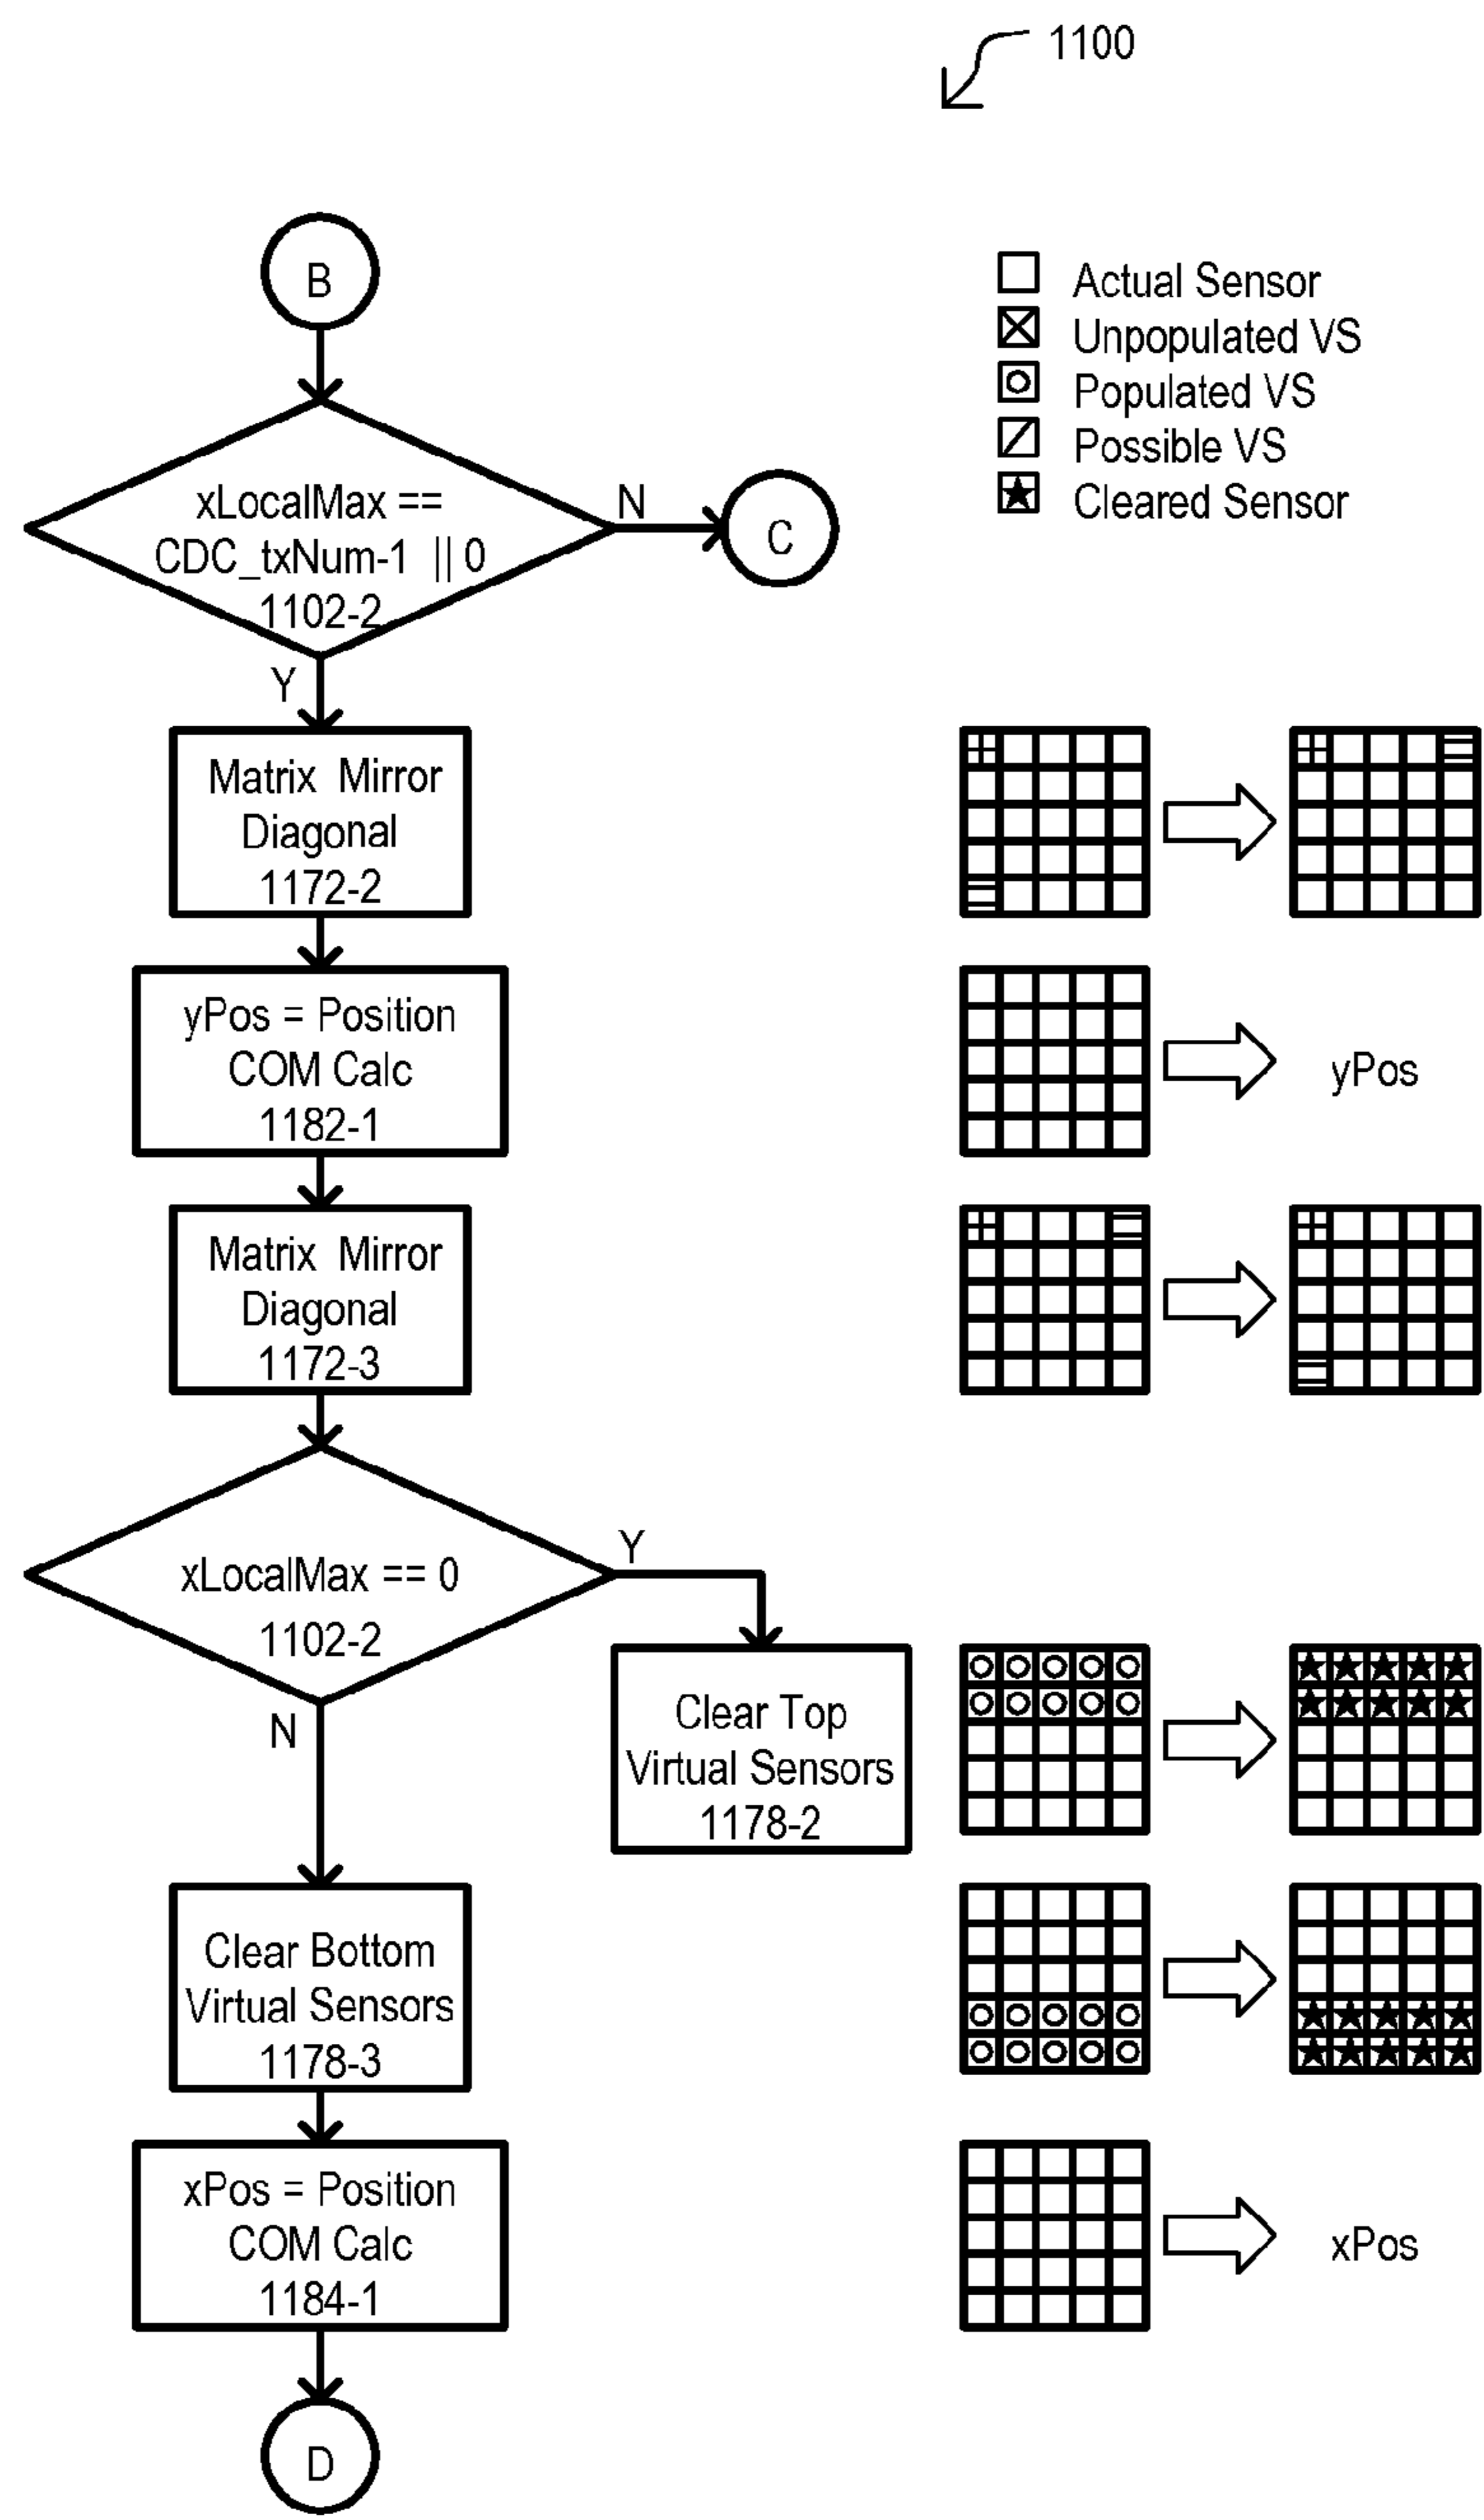 1100
B
Actual Sensor
Unpopulated VS
Populated VS
Possible VS
Cleared Sensor
xLocalMax ==
CDC_txNum-1 || 0
1102-2
N
C
Y
Matrix Mirror
Diagonal
1172-2
yPos = Position
COM Calc
1182-1
yPos
Matrix Mirror
Diagonal
1172-3
xLocalMax == 0
1102-2
Y
N
Clear Top
Virtual Sensors
1178-2
Clear Bottom
Virtual Sensors
1178-3
xPos = Position
COM Calc
1184-1
xPos
D